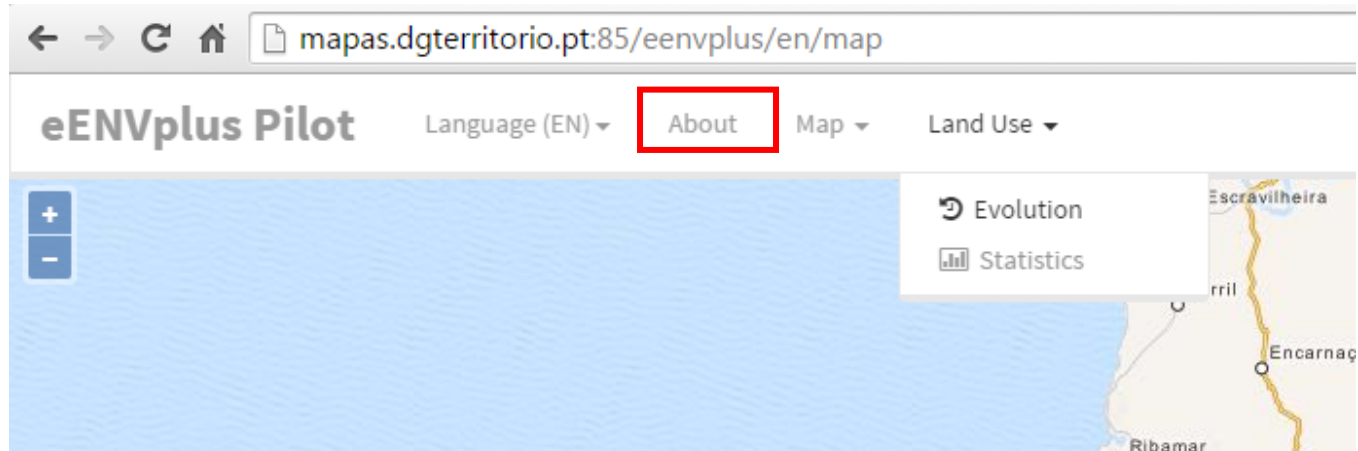 mapas.dgterritorio.pt:85/eenvplus/en/map
eENVplus Pilot Language (EN) About Map Land Use
+
Evolution
Escravilheira
−
Statistics
rril
Encarnaç
Ribamar